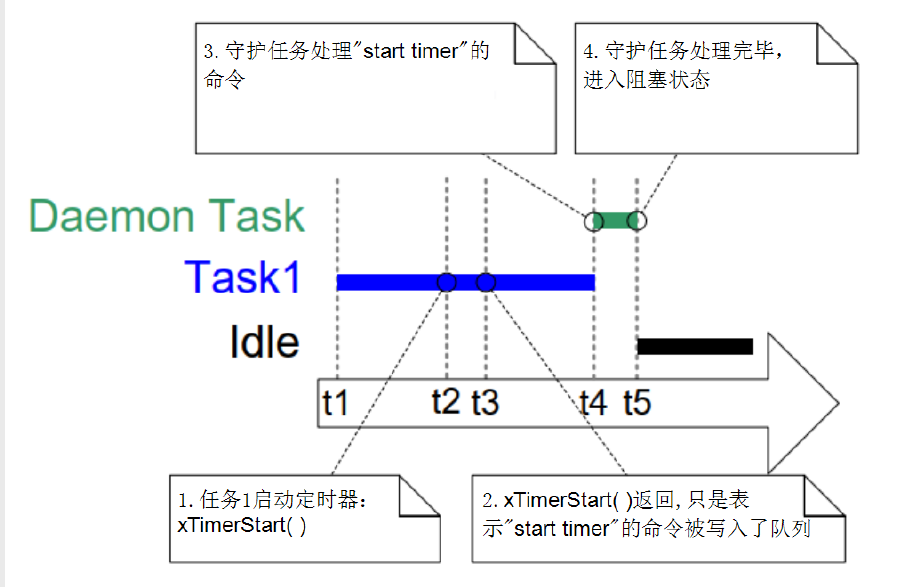 3. 守护任务处理"start timer"的
命令
4. 守护任务处理完毕，
进入阻塞状态
Daemon Task
Task1
Idle
t1 t2 t3 t4 t5
1. 任务1启动定时器：
xTimerStart( )
2. xTimerStart( )返回, 只是表
示"start timer"的命令被写入了队列